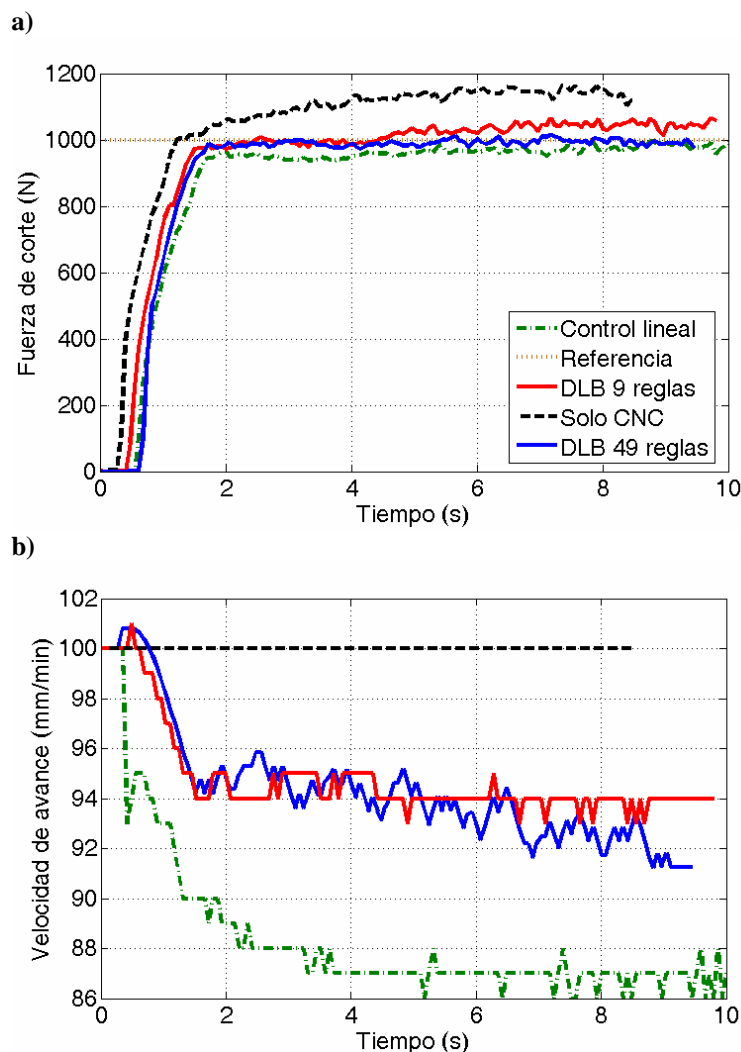 a)
1200
1000
800
600
400
200
0
Fuerza de corte (N)
Control lineal
Referencia
DLB 9 reglas
Solo CNC
DLB 49 reglas
0 2 4 6 8 10
Tiempo (s)
b)
102
100
98
96
94
92
90
88
86
Velocidad de avance (mm/min)
0 2 4 6 8 10
Tiempo (s)